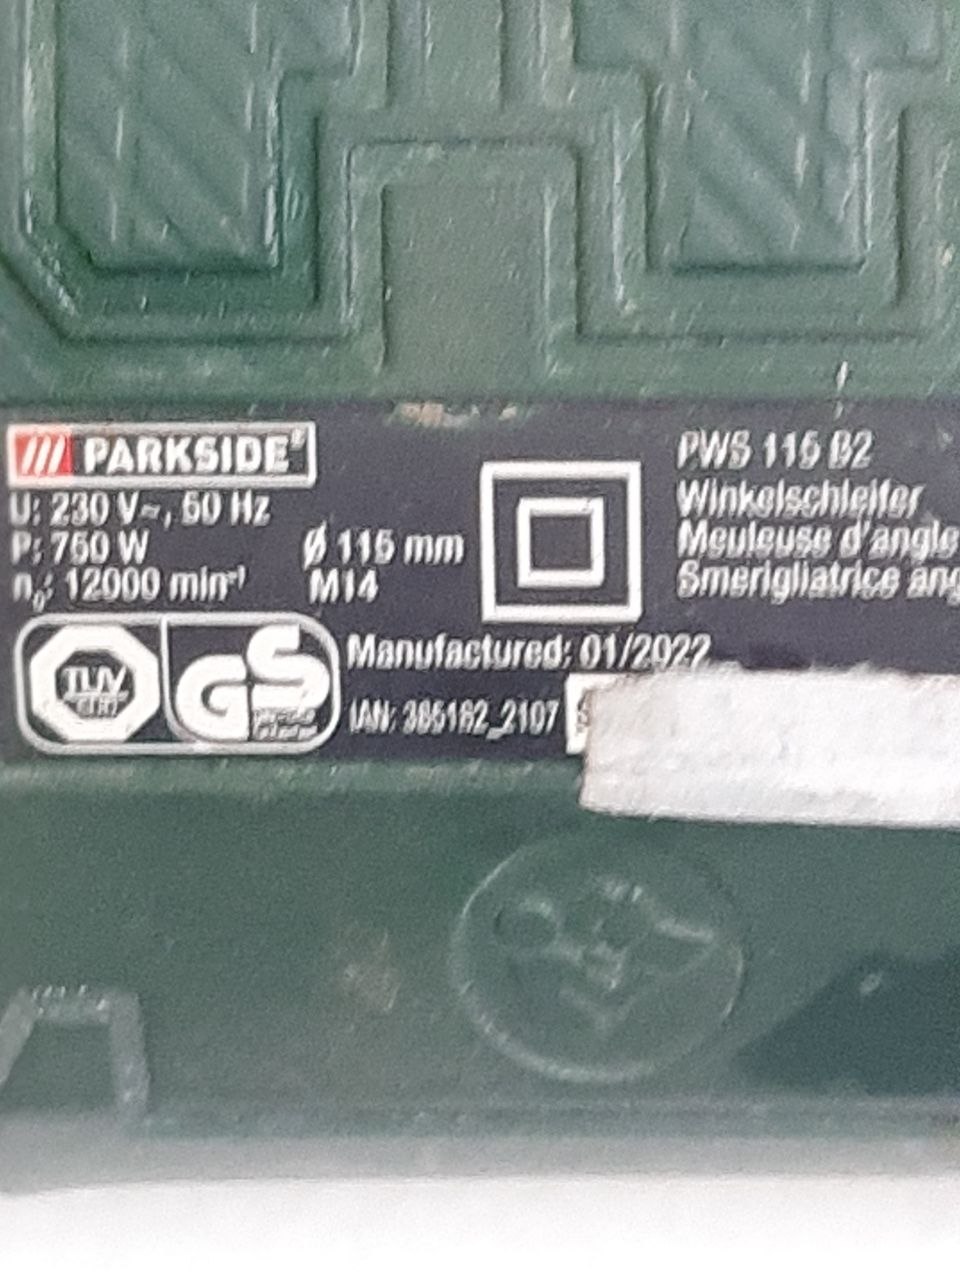 PARKSIDE®
U: 230 V~, 50 Hz
P: 750 W
n₀: 12000 min⁻¹
Ø 115 mm
M14
PWS 115 B2
Winkelschleifer
Meuleuse d'angle
Smerigliatrice ang
TÜV
GS
Manufactured: 01/2022
IAN: 385182_2107